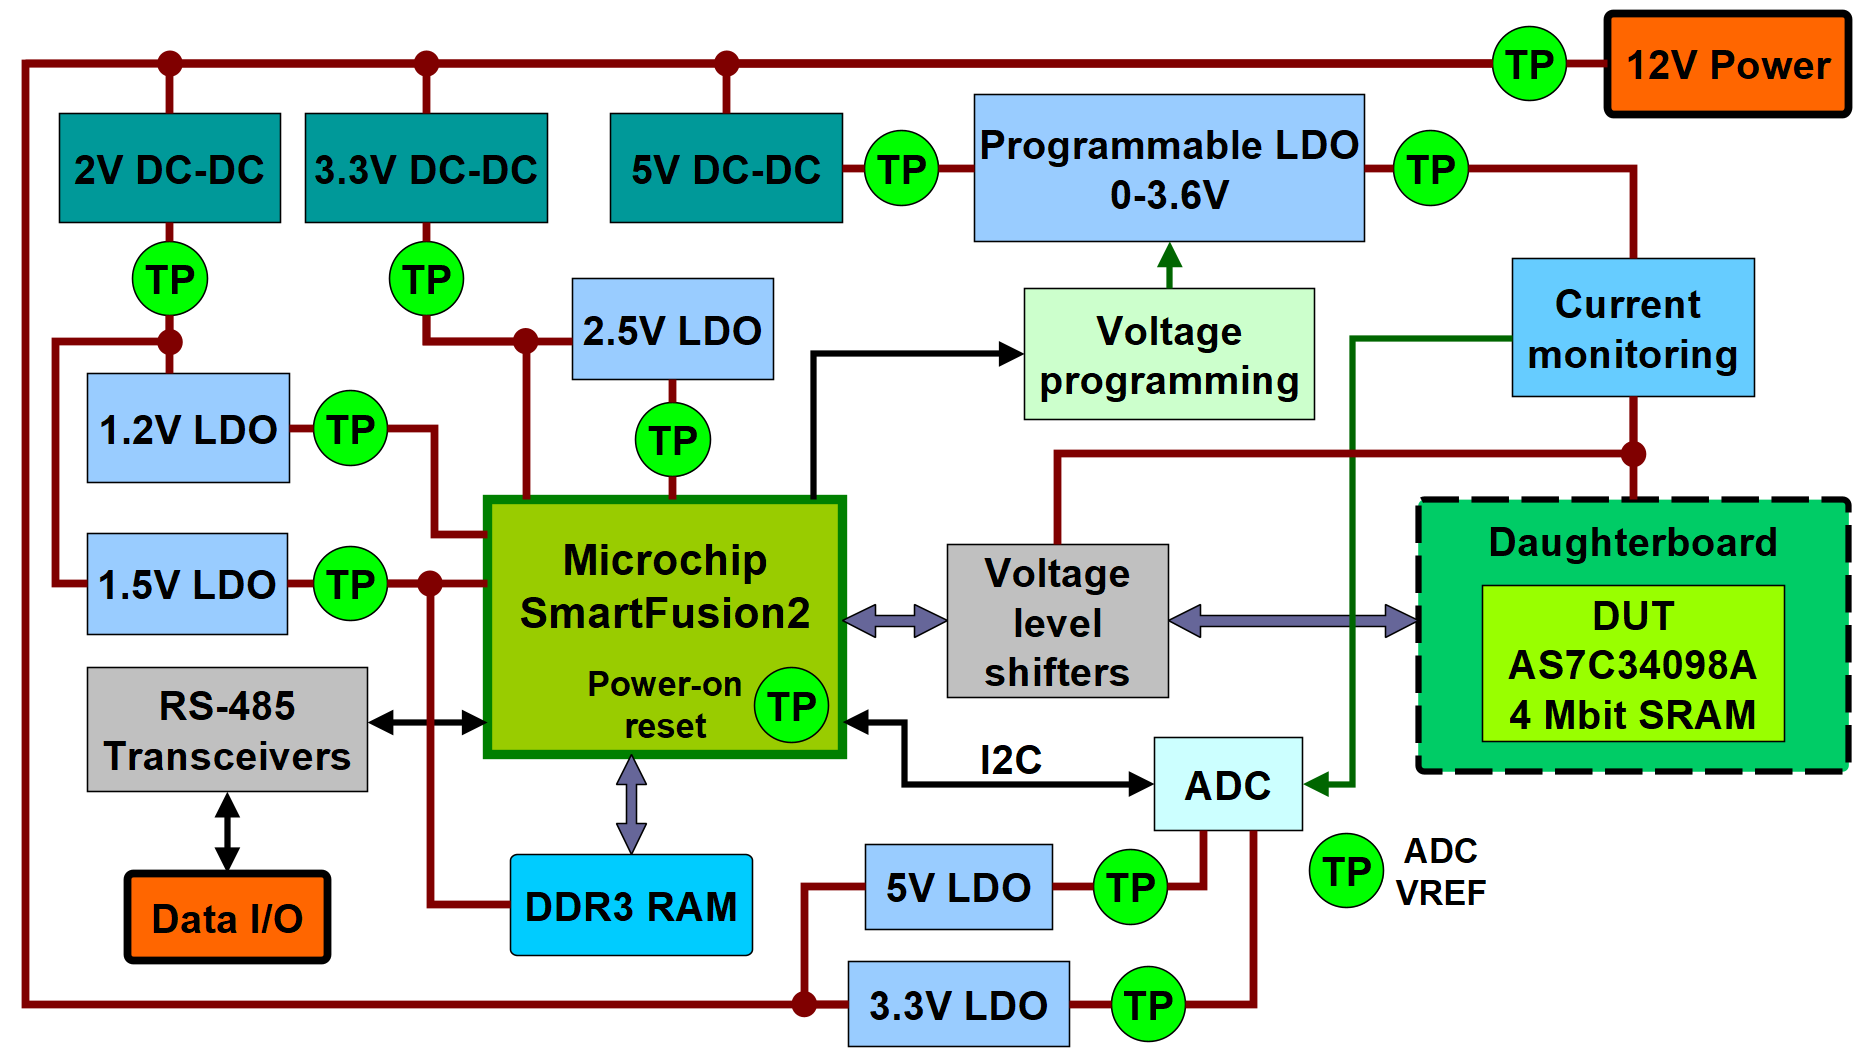 TP
12V Power
2V DC-DC
3.3V DC-DC
5V DC-DC
TP
Programmable LDO
0-3.6V
TP
TP
TP
2.5V LDO
Voltage
programming
Current
monitoring
1.2V LDO
TP
TP
1.5V LDO
TP
Microchip
SmartFusion2
Power-on
reset
TP
Voltage
level
shifters
Daughterboard
DUT
AS7C34098A
4 Mbit SRAM
RS-485
Transceivers
I2C
ADC
Data I/O
DDR3 RAM
5V LDO
TP
TP
ADC
VREF
3.3V LDO
TP